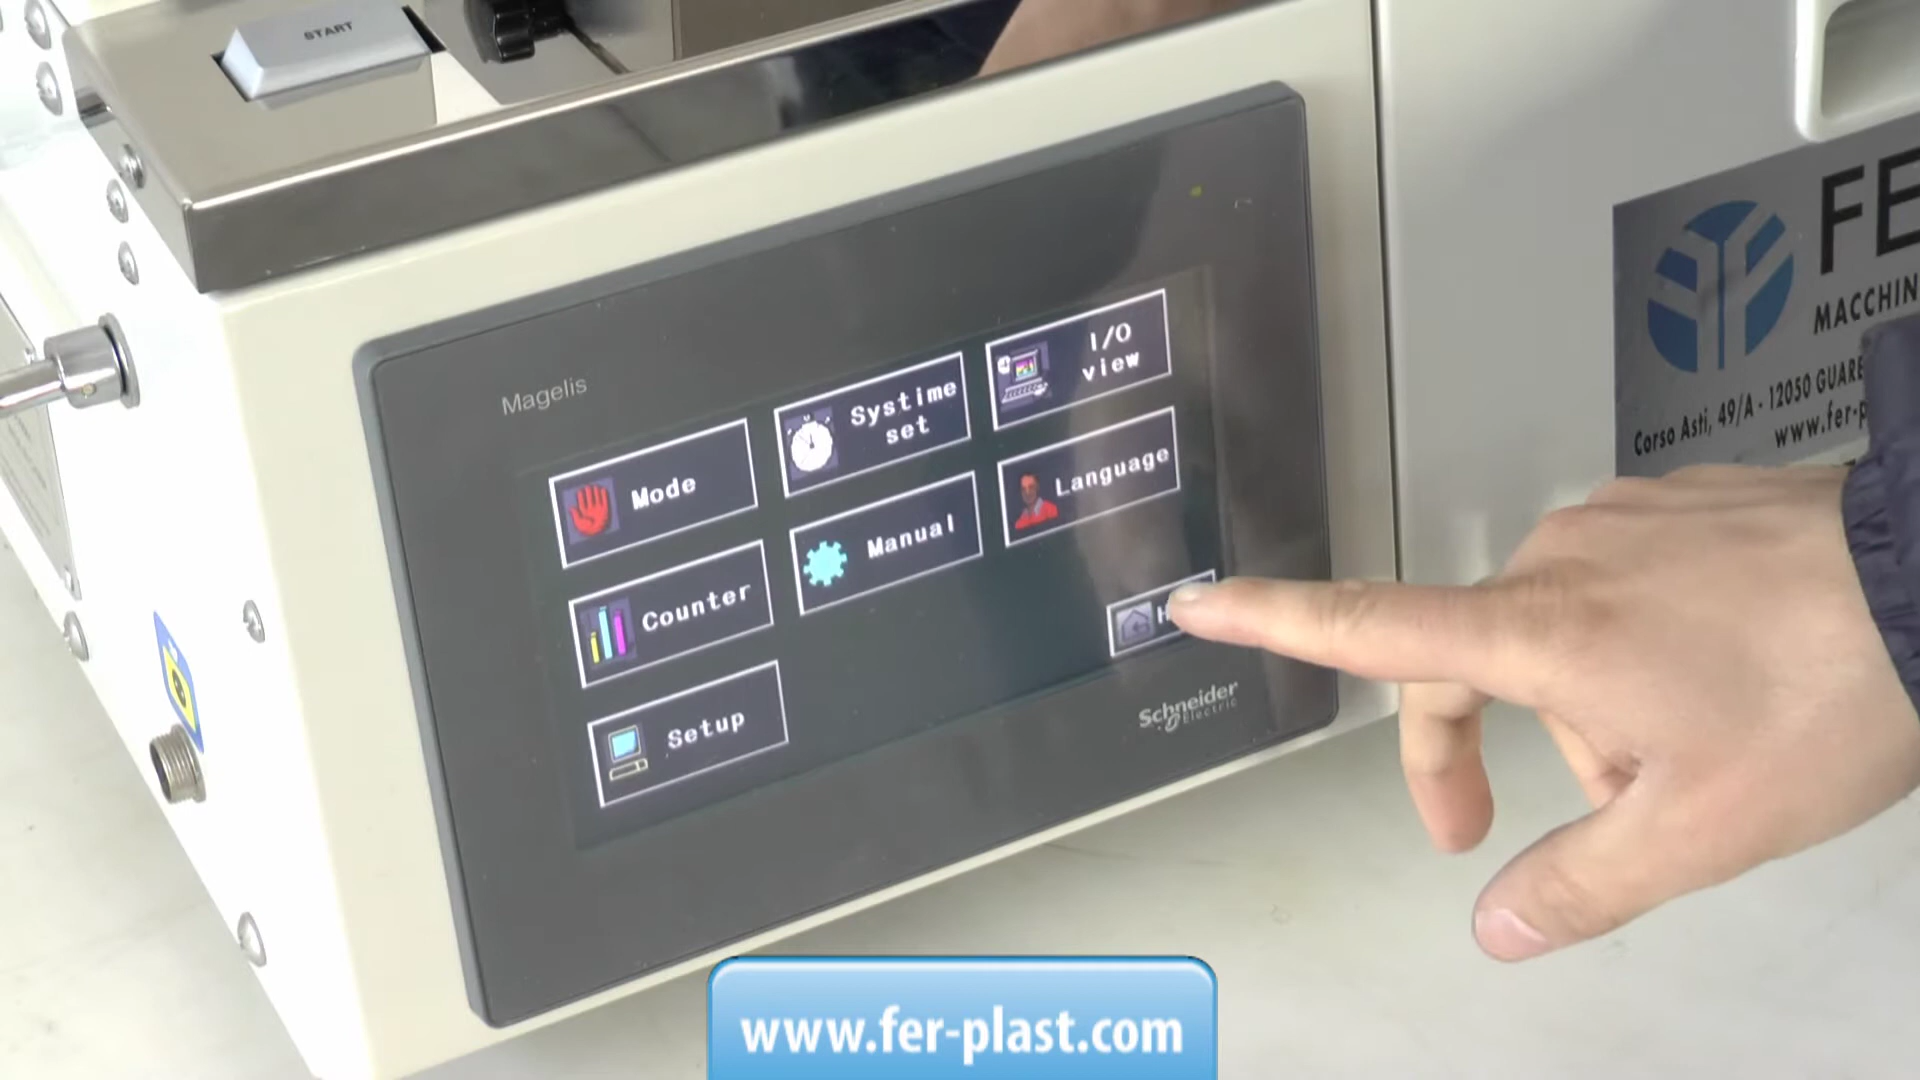 START
Magelis
Mode
Systime
set
I/O
view
Counter
Manual
Language
Setup
Schneider
Electric
FE
MACCHIN
Corso Asti, 49/A - 12050 GUARE
www.fer-p
www.fer-plast.com